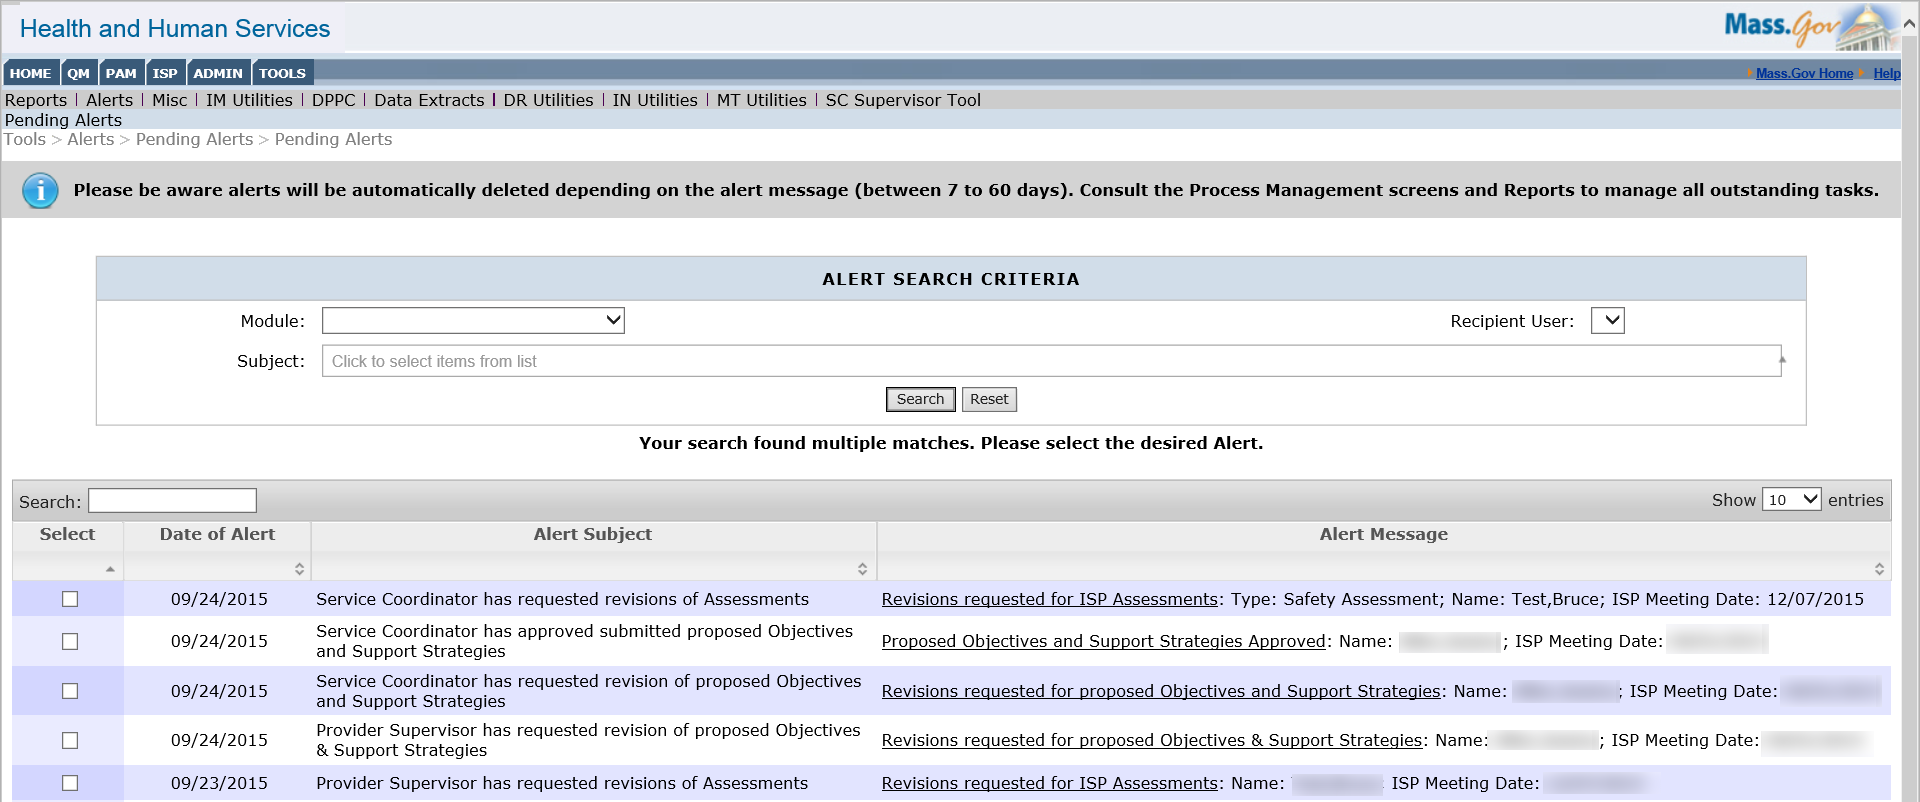 Health and Human Services
Mass.Gov
HOME QM PAM ISP ADMIN TOOLS
Mass.Gov Home Help
Reports | Alerts | Misc | IM Utilities | DPPC | Data Extracts | DR Utilities | IN Utilities | MT Utilities | SC Supervisor Tool
Pending Alerts
Tools > Alerts > Pending Alerts > Pending Alerts
Please be aware alerts will be automatically deleted depending on the alert message (between 7 to 60 days). Consult the Process Management screens and Reports to manage all outstanding tasks.
ALERT SEARCH CRITERIA
Module: Recipient User:
Subject: Click to select items from list
Search Reset
Your search found multiple matches. Please select the desired Alert.
Search: Show 10 entries
Select Date of Alert Alert Subject Alert Message
09/24/2015 Service Coordinator has requested revisions of Assessments Revisions requested for ISP Assessments: Type: Safety Assessment; Name: Test,Bruce; ISP Meeting Date: 12/07/2015
09/24/2015 Service Coordinator has approved submitted proposed Objectives
and Support Strategies Proposed Objectives and Support Strategies Approved: Name: ; ISP Meeting Date:
09/24/2015 Service Coordinator has requested revision of proposed Objectives
and Support Strategies Revisions requested for proposed Objectives and Support Strategies: Name: ; ISP Meeting Date:
09/24/2015 Provider Supervisor has requested revision of proposed Objectives
& Support Strategies Revisions requested for proposed Objectives & Support Strategies: Name: ; ISP Meeting Date:
09/23/2015 Provider Supervisor has requested revisions of Assessments Revisions requested for ISP Assessments: Name: ISP Meeting Date: